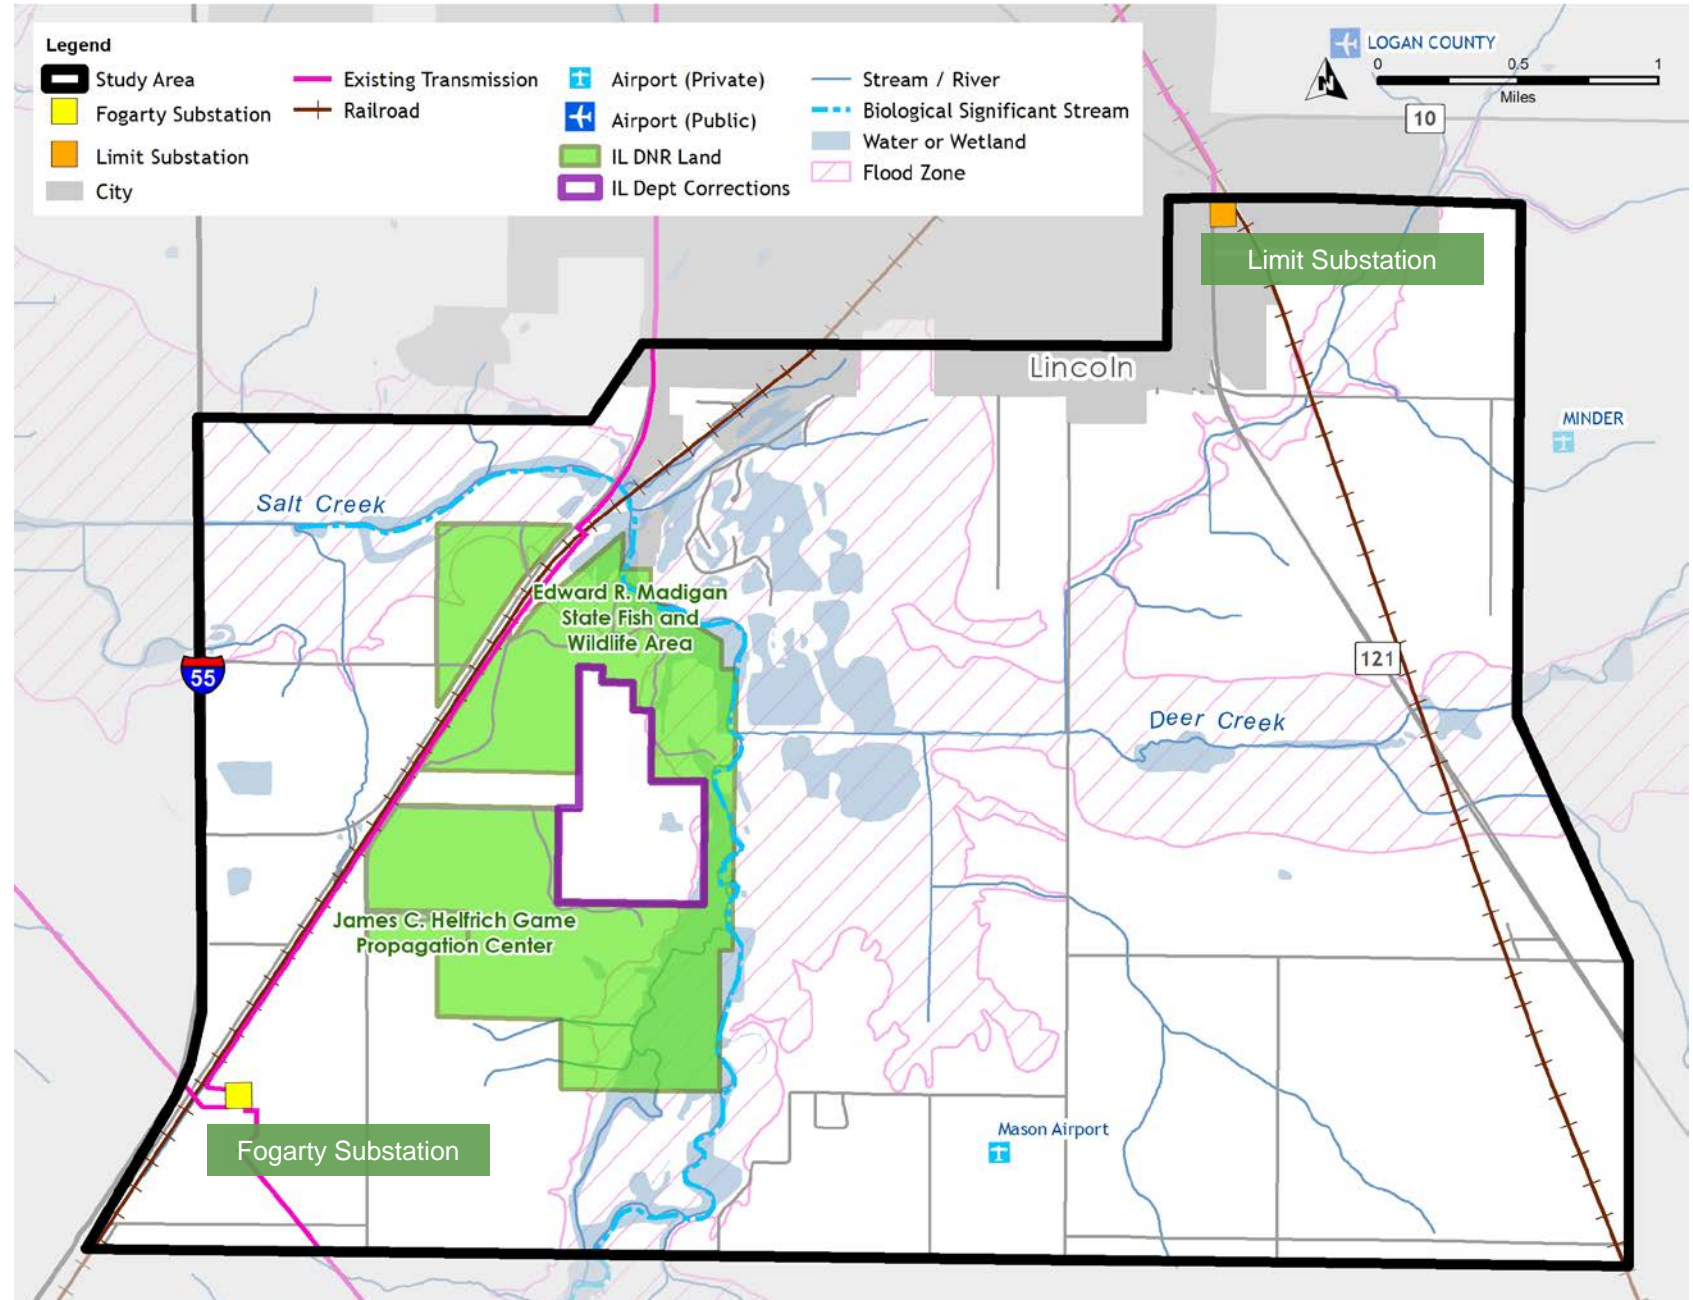 Legend
Study Area
Fogarty Substation
Limit Substation
City
Existing Transmission
Railroad
Airport (Private)
Airport (Public)
IL DNR Land
IL Dept Corrections
Stream / River
Biological Significant Stream
Water or Wetland
Flood Zone
LOGAN COUNTY
N
0 0.5 1
Miles
10
Limit Substation
Lincoln
MINDER
Salt Creek
Edward R. Madigan
State Fish and
Wildlife Area
55
121
Deer Creek
James C. Helfrich Game
Propagation Center
Mason Airport
Fogarty Substation